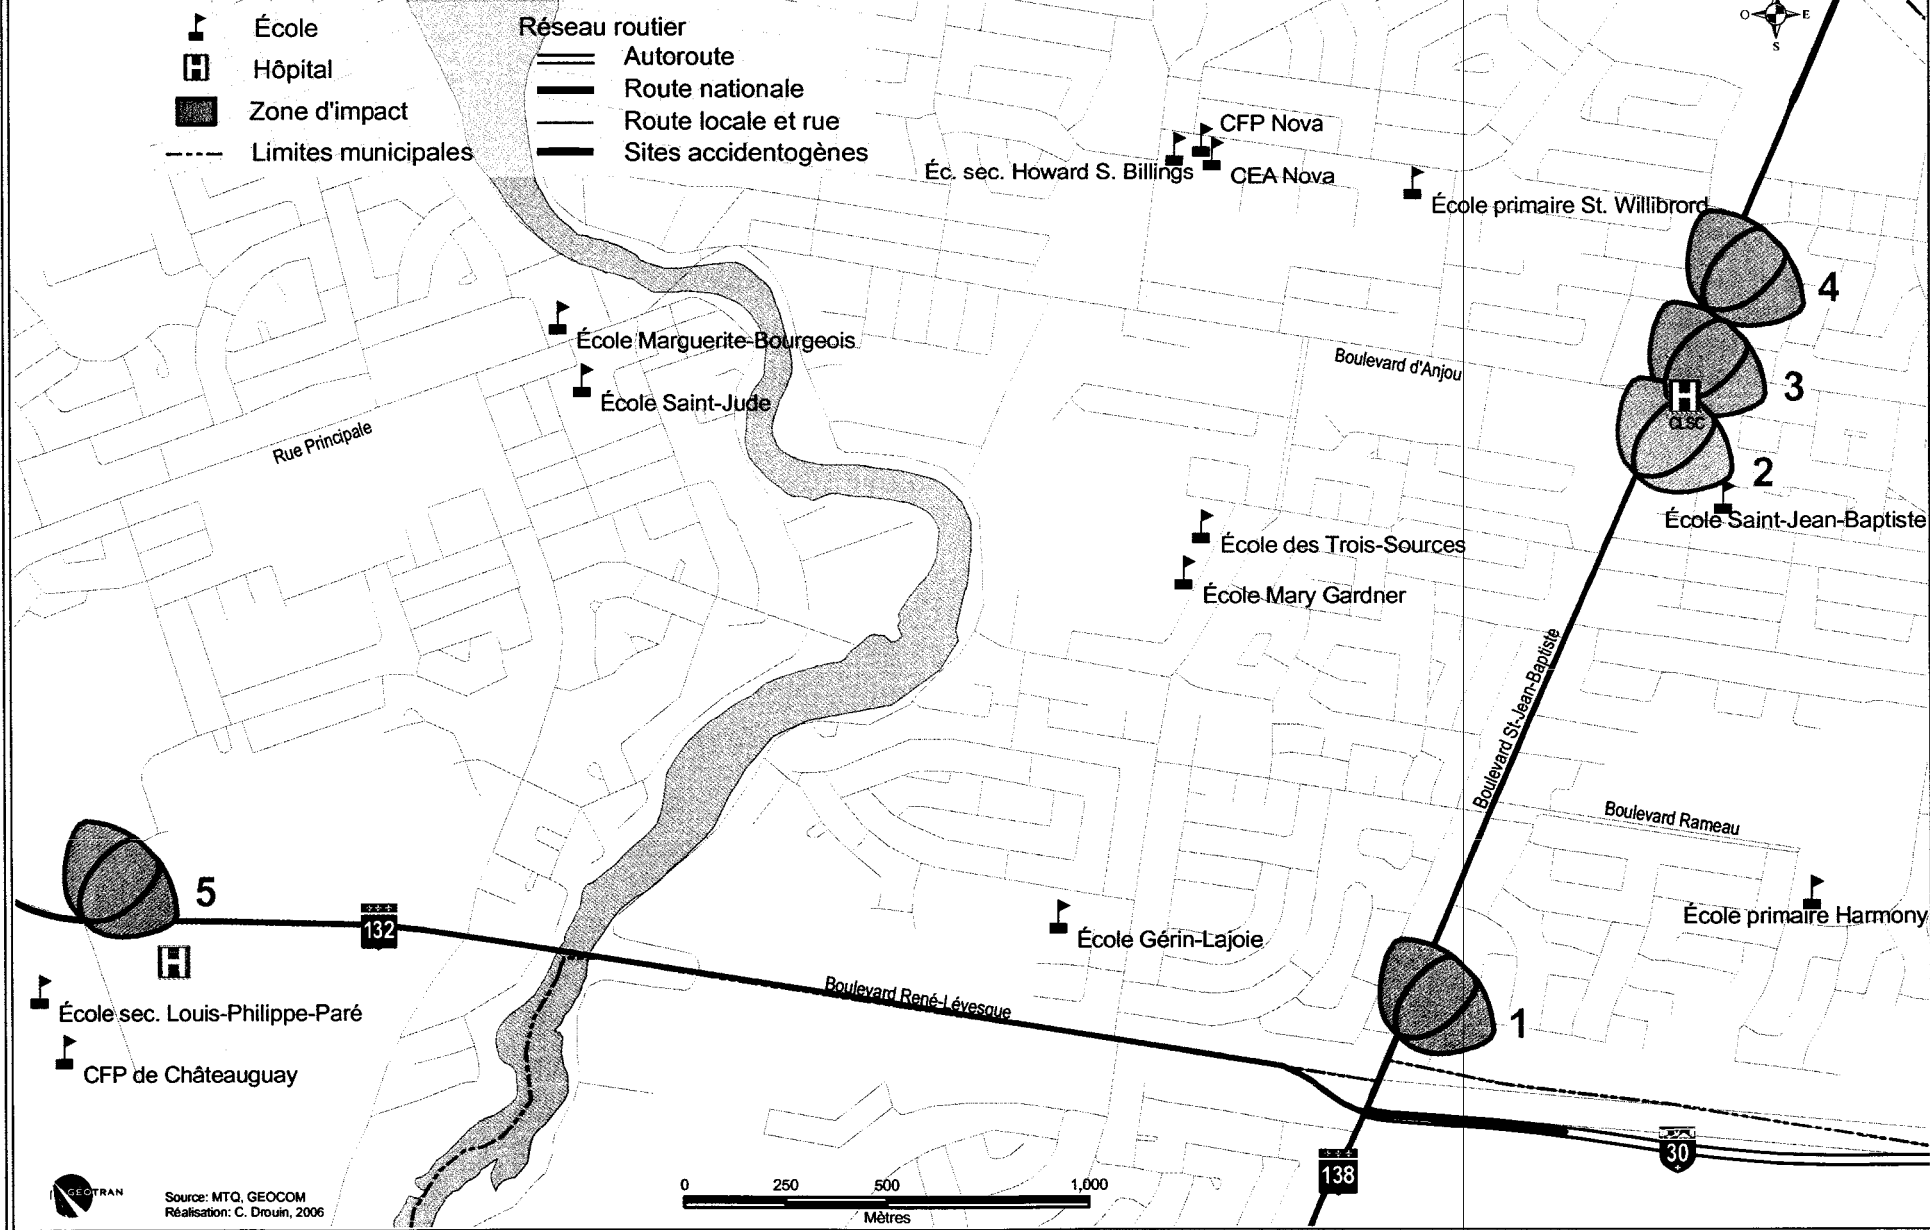 École
Hôpital
Zone d'impact
Limites municipales
Réseau routier
Autoroute
Route nationale
Route locale et rue
Sites accidentogènes
O E
S
CFP Nova
Éc. sec. Howard S. Billings
CEA Nova
École primaire St. Willibrord
4
École Marguerite-Bourgeois
Boulevard d'Anjou
3
H
CLSC
École Saint-Jude
Rue Principale
2
École Saint-Jean-Baptiste
École des Trois-Sources
École Mary Gardner
Boulevard St-Jean-Baptiste
Boulevard Rameau
5
132
H
École primaire Harmony
École Gérin-Lajoie
Boulevard René-Lévesque
1
École sec. Louis-Philippe-Paré
CFP de Châteauguay
138
30
GEOTRAN
Source: MTQ, GEOCOM
Réalisation: C. Drouin, 2006
0 250 500 1,000
Mètres